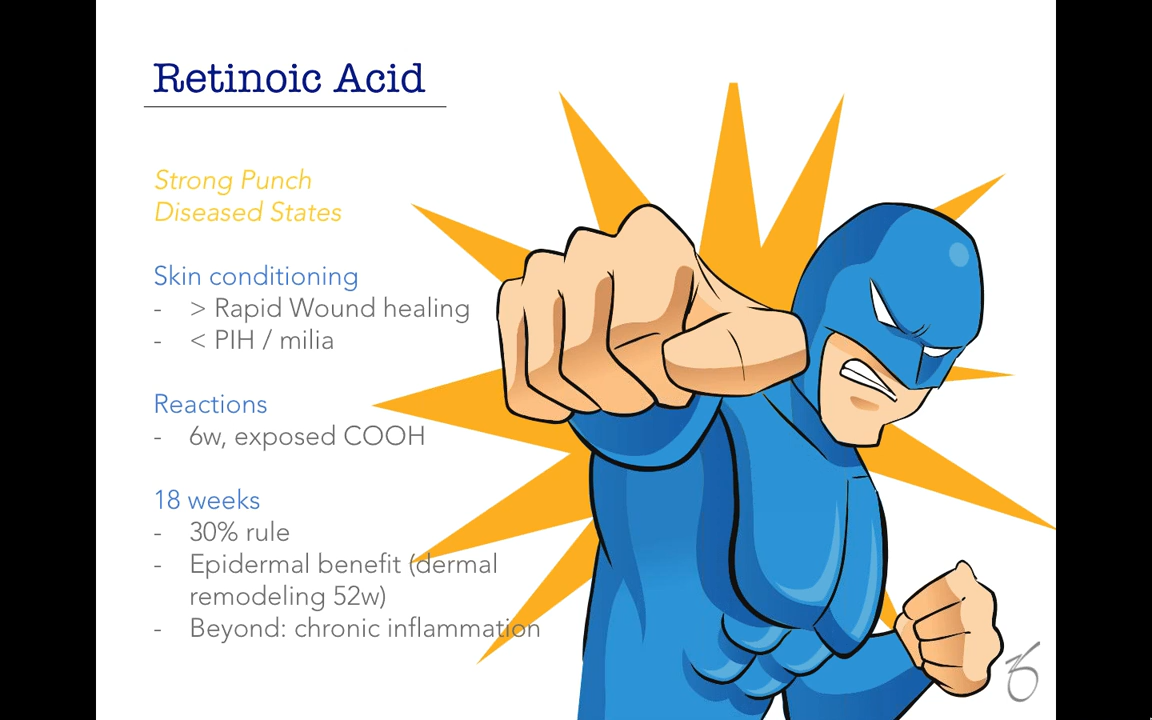 Retinoic Acid
Strong Punch
Diseased States
Skin conditioning
- > Rapid Wound healing
- < PIH / milia
Reactions
- 6w, exposed COOH
18 weeks
- 30% rule
- Epidermal benefit (dermal
remodeling 52w)
- Beyond: chronic inflammation